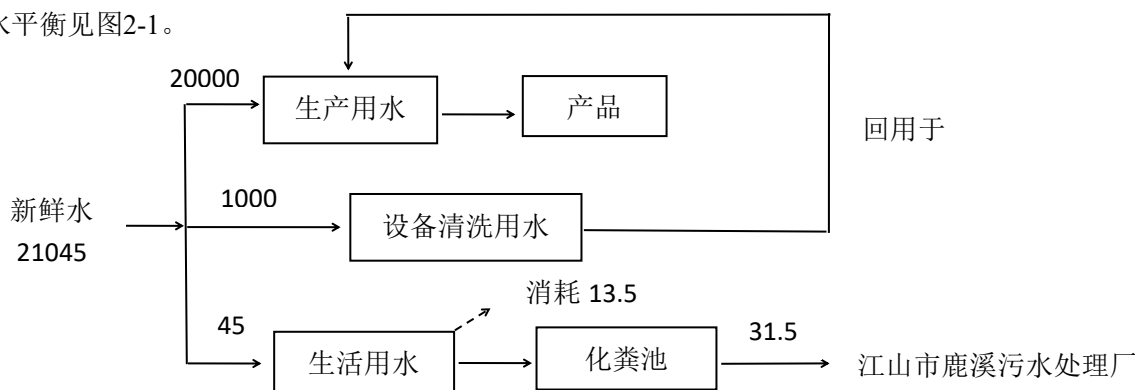 水平衡见图2-1。
20000
生产用水
产品
回用于
新鲜水
21045
1000
设备清洗用水
消耗 13.5
45
生活用水
化粪池
31.5
江山市鹿溪污水处理厂